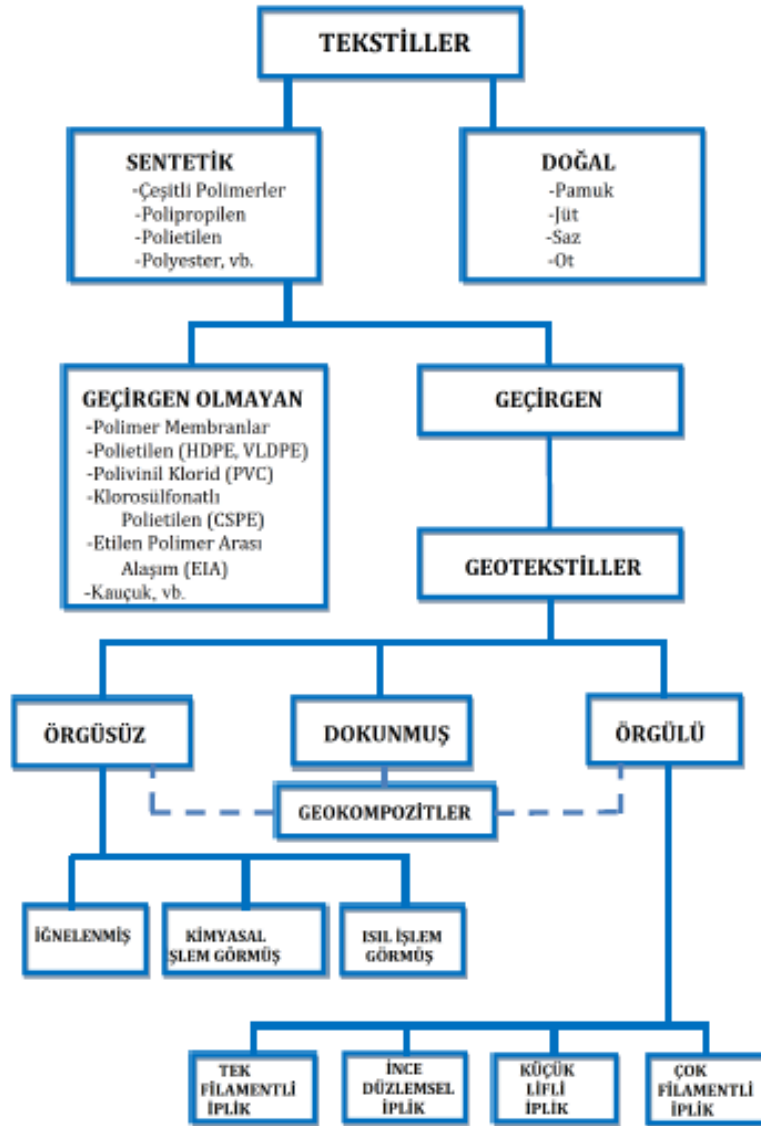 TEKSTİLLER
SENTETİK
-Çeşitli Polimerler
-Polipropilen
-Polietilen
-Polyester, vb.
DOĞAL
-Pamuk
-Jüt
-Saz
-Ot
GEÇİRGEN OLMAYAN
-Polimer Membranlar
-Polietilen (HDPE, VLDPE)
-Polivinil Klorid (PVC)
-Klorosülfonatlı
Polietilen (CSPE)
-Etilen Polimer Arası
Alaşım (EIA)
-Kauçuk, vb.
GEÇİRGEN
GEOTEKSTİLLER
ÖRGÜSÜZ
DOKUNMUŞ
ÖRGÜLÜ
GEOKOMPOZİTLER
İĞNELENMİŞ
KİMYASAL
İŞLEM GÖRMÜŞ
ISIL İŞLEM
GÖRMÜŞ
TEK
FİLAMENTLİ
İPLİK
İNCE
DÜZLEMSEL
İPLİK
KÜÇÜK
LİFLİ
İPLİK
ÇOK
FİLAMENTLİ
İPLİK